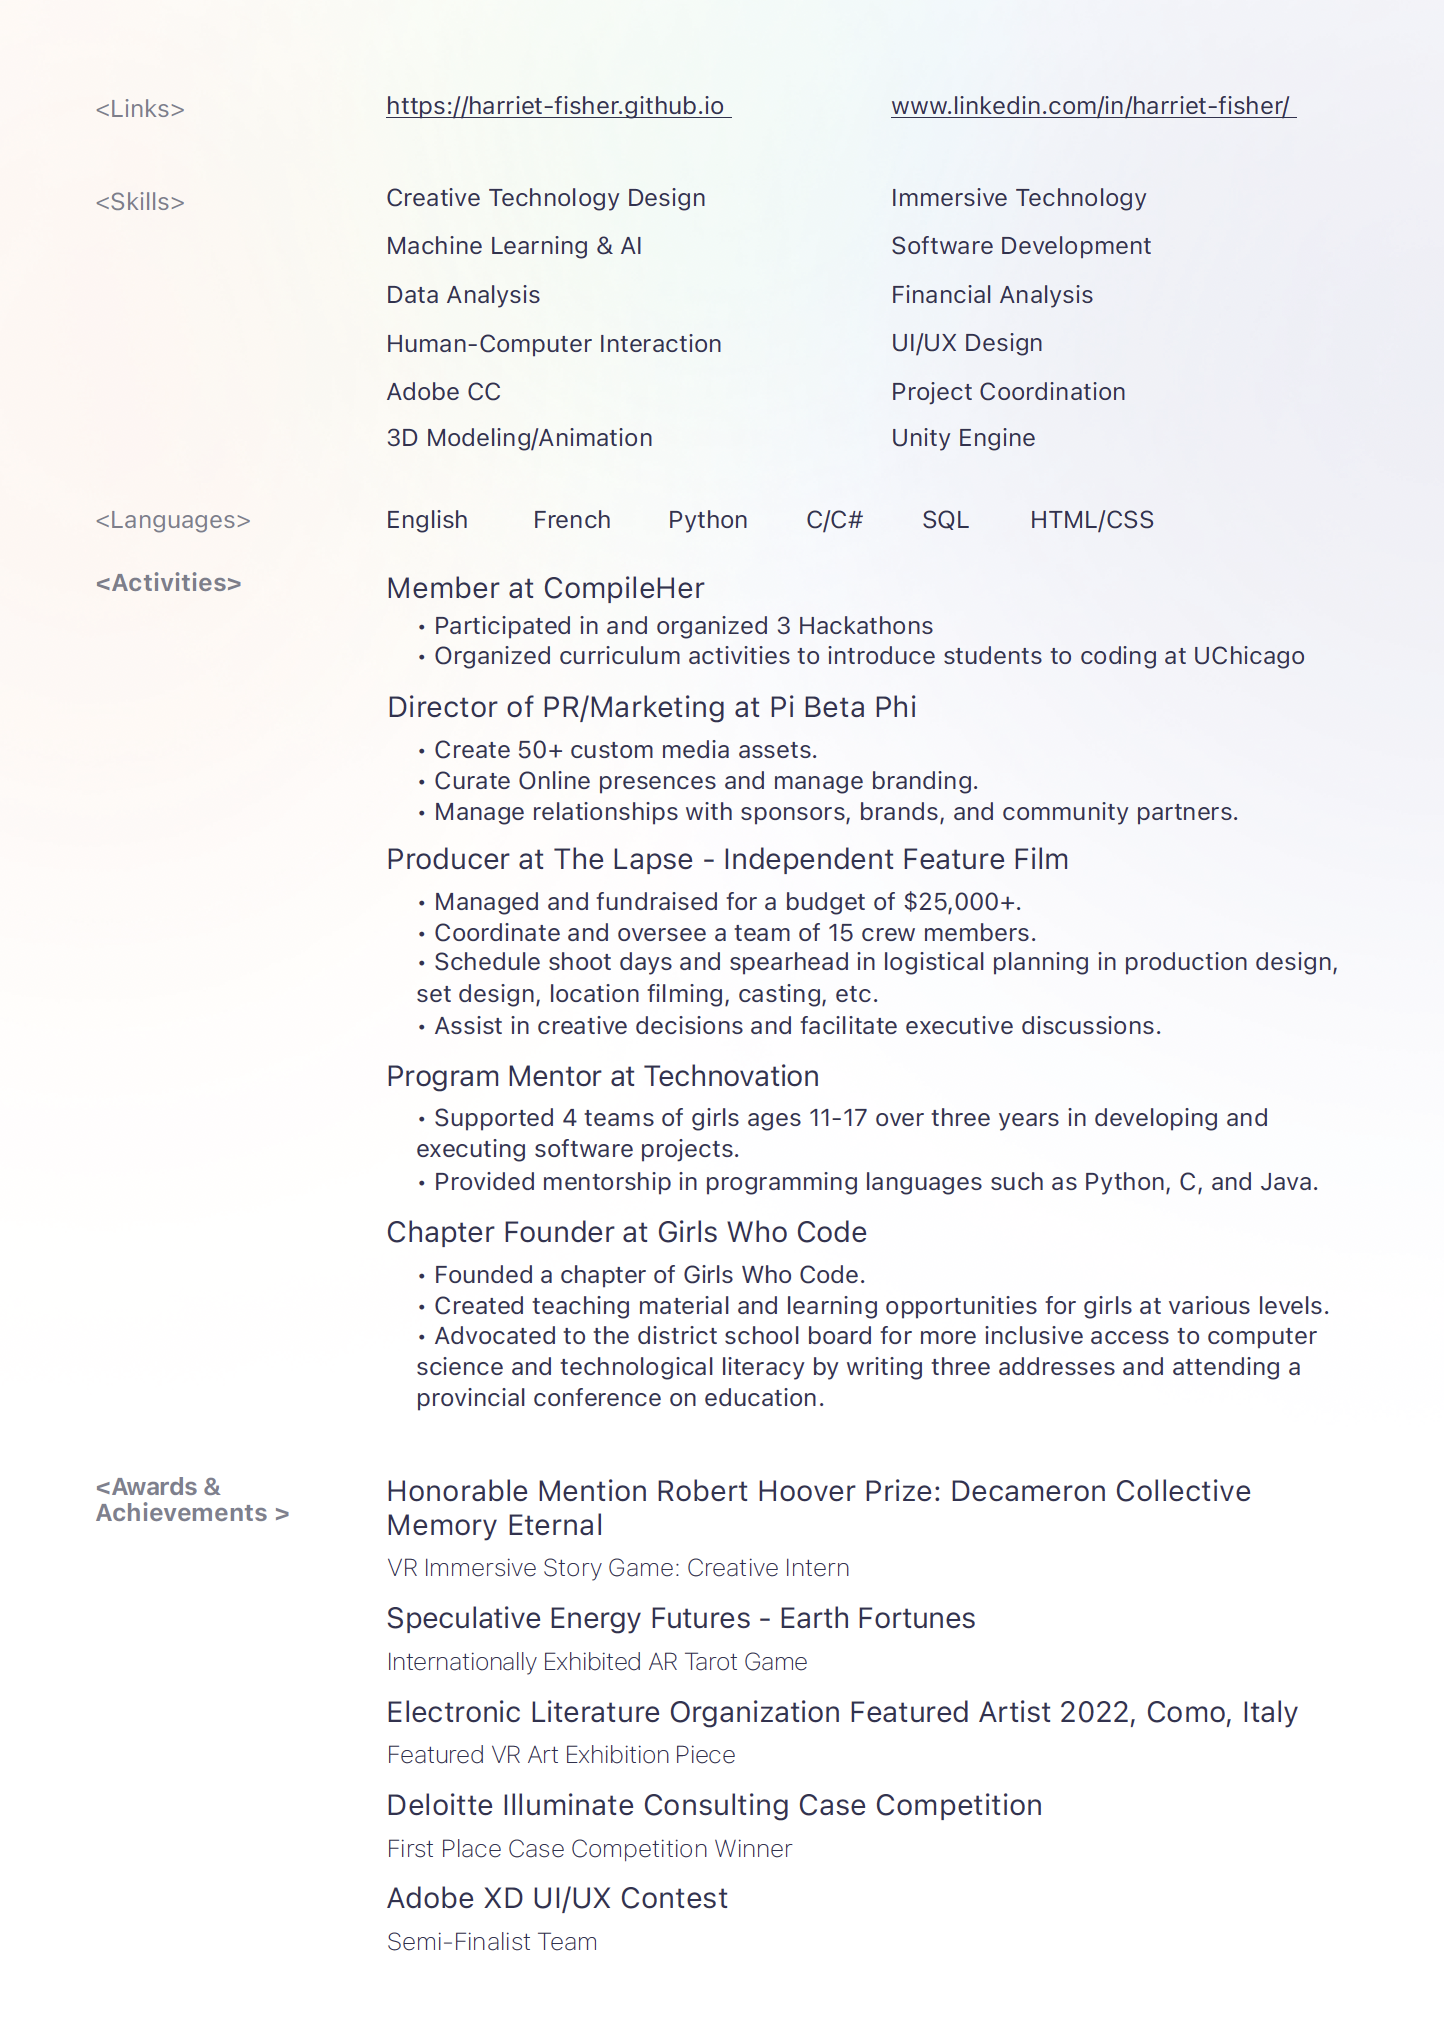 <Links>
https://harriet-fisher.github.io
www.linkedin.com/in/harriet-fisher/
<Skills>
Creative Technology Design
Immersive Technology
Machine Learning & AI
Software Development
Data Analysis
Financial Analysis
Human-Computer Interaction
UI/UX Design
Adobe CC
Project Coordination
3D Modeling/Animation
Unity Engine
<Languages>
English French Python C/C# SQL HTML/CSS
<Activities>
Member at CompileHer
• Participated in and organized 3 Hackathons
• Organized curriculum activities to introduce students to coding at UChicago
Director of PR/Marketing at Pi Beta Phi
• Create 50+ custom media assets.
• Curate Online presences and manage branding.
• Manage relationships with sponsors, brands, and community partners.
Producer at The Lapse - Independent Feature Film
• Managed and fundraised for a budget of $25,000+.
• Coordinate and oversee a team of 15 crew members.
• Schedule shoot days and spearhead in logistical planning in production design,
set design, location filming, casting, etc.
• Assist in creative decisions and facilitate executive discussions.
Program Mentor at Technovation
• Supported 4 teams of girls ages 11-17 over three years in developing and
executing software projects.
• Provided mentorship in programming languages such as Python, C, and Java.
Chapter Founder at Girls Who Code
• Founded a chapter of Girls Who Code.
• Created teaching material and learning opportunities for girls at various levels.
• Advocated to the district school board for more inclusive access to computer
science and technological literacy by writing three addresses and attending a
provincial conference on education.
<Awards &
Achievements >
Honorable Mention Robert Hoover Prize: Decameron Collective
Memory Eternal
VR Immersive Story Game: Creative Intern
Speculative Energy Futures - Earth Fortunes
Internationally Exhibited AR Tarot Game
Electronic Literature Organization Featured Artist 2022, Como, Italy
Featured VR Art Exhibition Piece
Deloitte Illuminate Consulting Case Competition
First Place Case Competition Winner
Adobe XD UI/UX Contest
Semi-Finalist Team